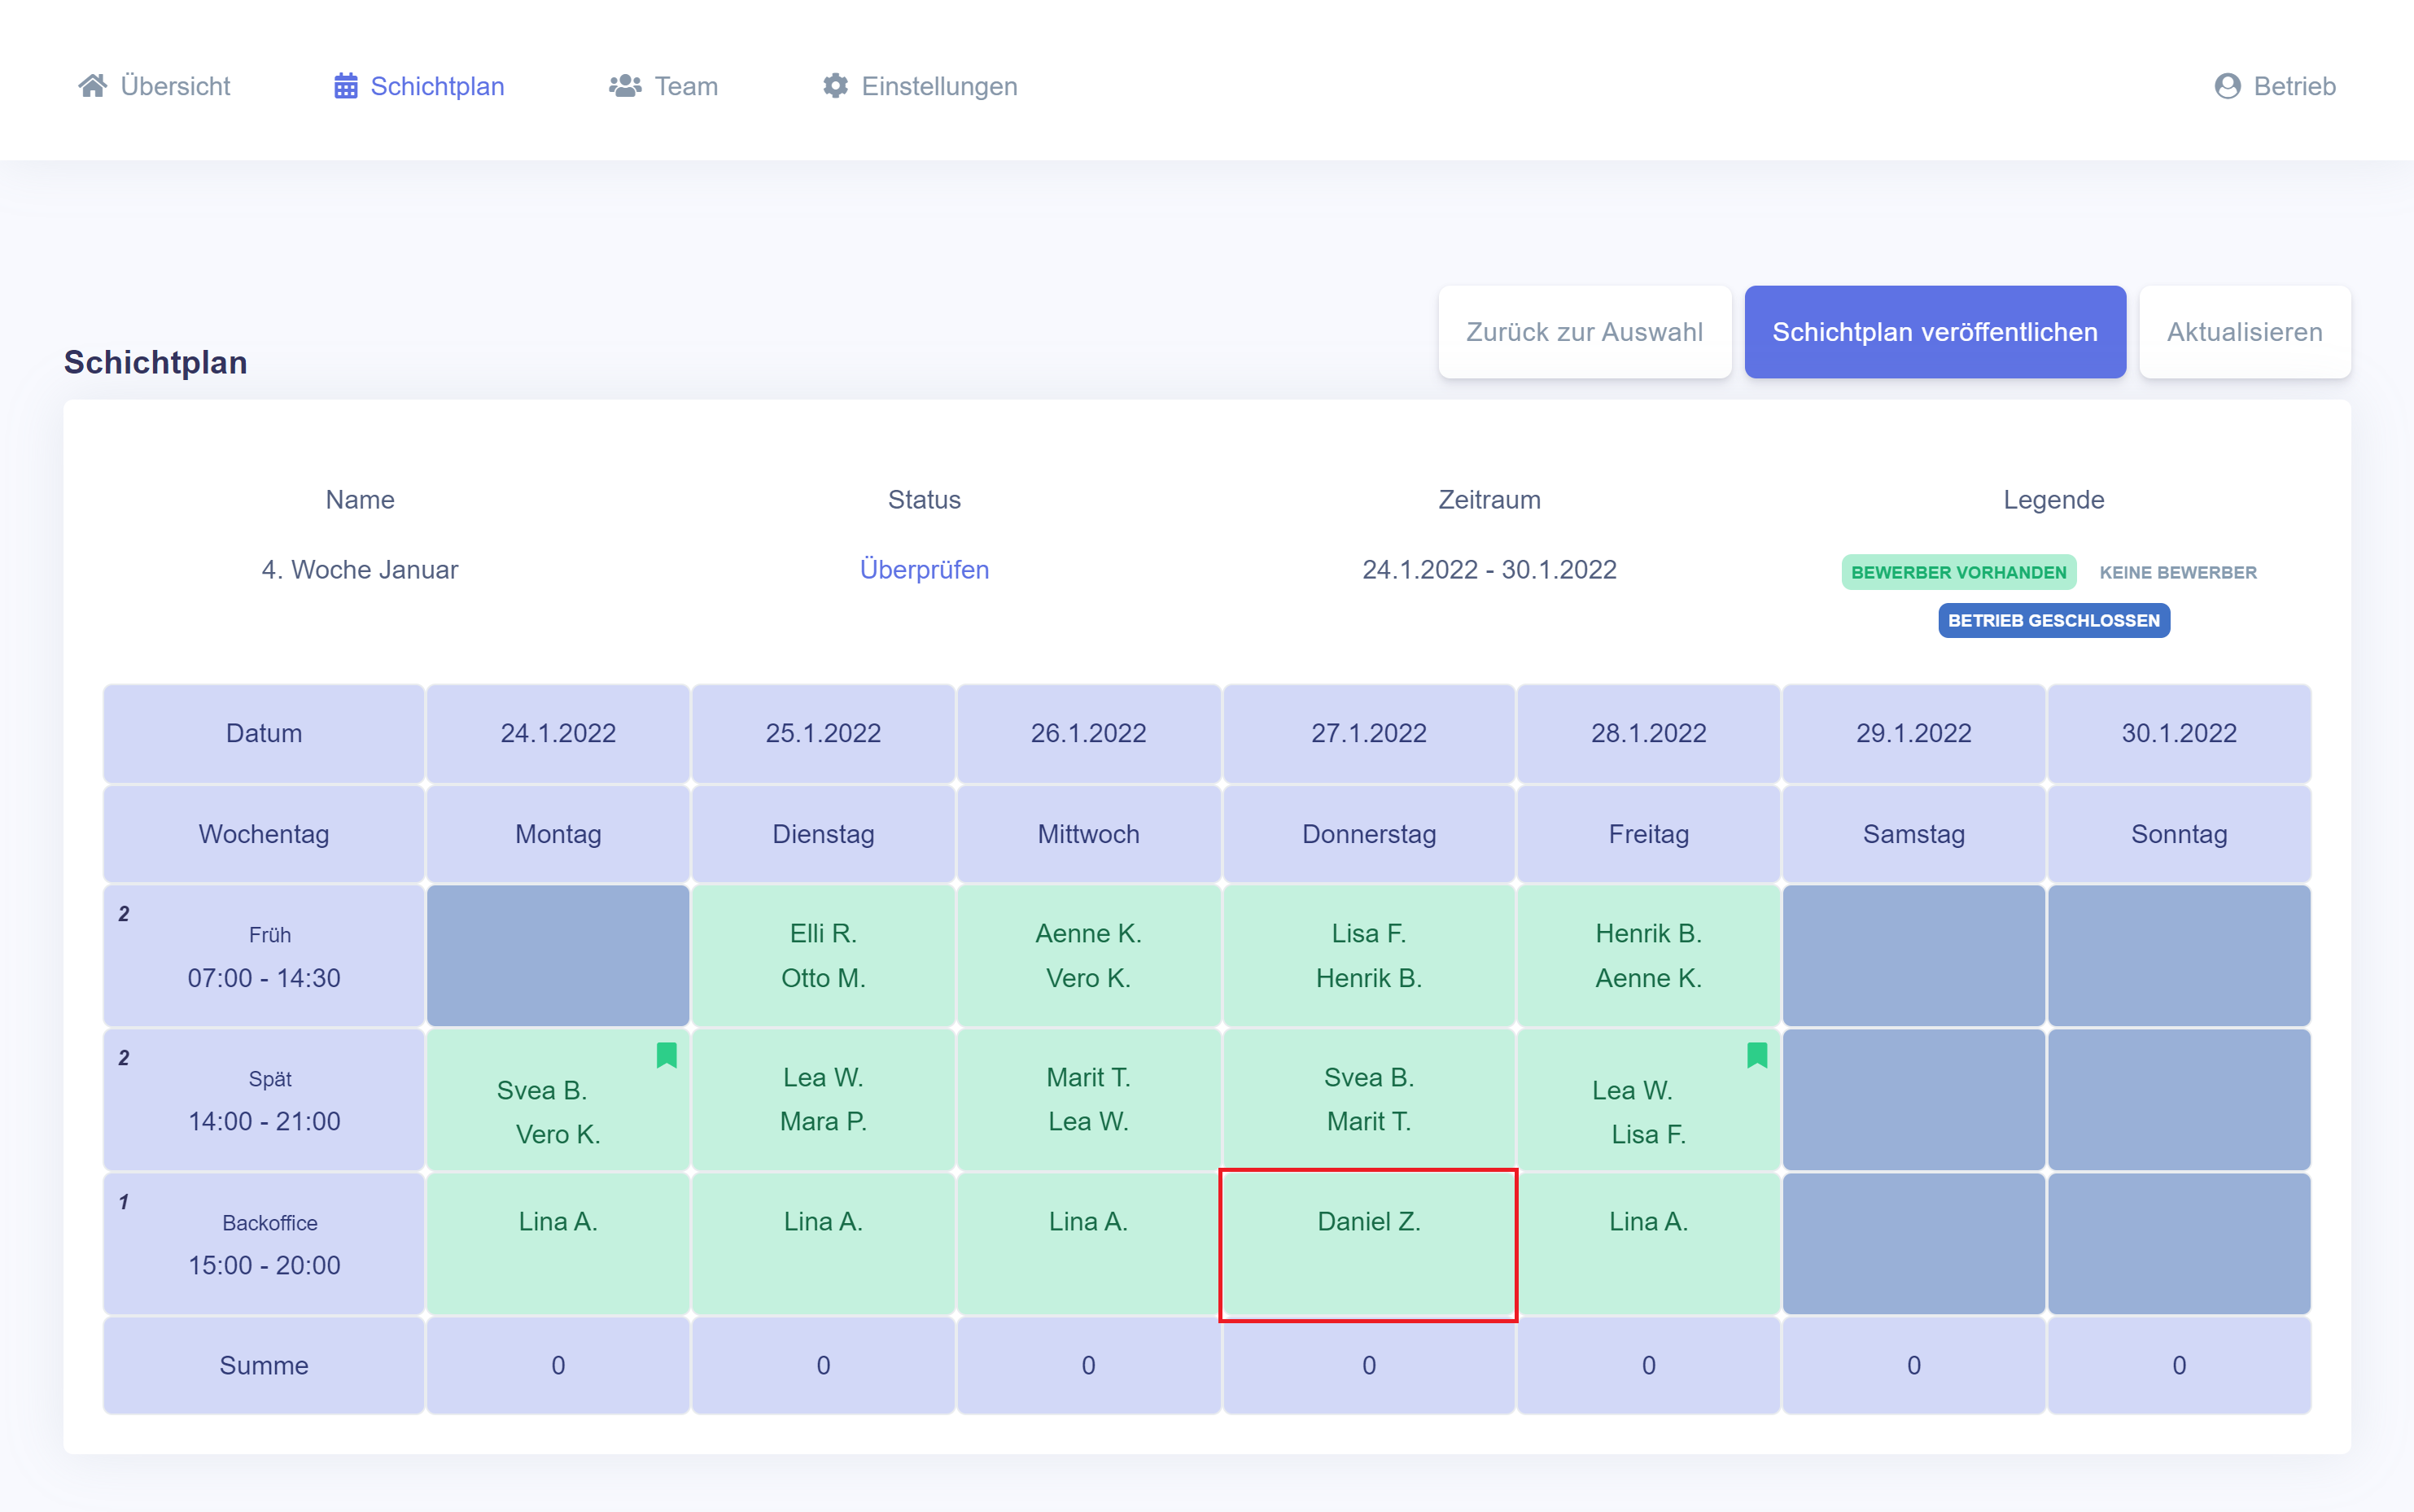 Übersicht Schichtplan Team Einstellungen Betrieb
Zurück zur Auswahl Schichtplan veröffentlichen Aktualisieren
Schichtplan
Name Status Zeitraum Legende
4. Woche Januar Überprüfen 24.1.2022 - 30.1.2022 BEWERBER VORHANDEN KEINE BEWERBER
BETRIEB GESCHLOSSEN
Datum 24.1.2022 25.1.2022 26.1.2022 27.1.2022 28.1.2022 29.1.2022 30.1.2022
Wochentag Montag Dienstag Mittwoch Donnerstag Freitag Samstag Sonntag
2
Früh Elli R. Aenne K. Lisa F. Henrik B.
07:00 - 14:30 Otto M. Vero K. Henrik B. Aenne K.
2
Spät Svea B. Lea W. Marit T. Svea B. Lea W.
14:00 - 21:00 Vero K. Mara P. Lea W. Marit T. Lisa F.
1
Backoffice Lina A. Lina A. Lina A. Daniel Z. Lina A.
15:00 - 20:00
Summe 0 0 0 0 0 0 0